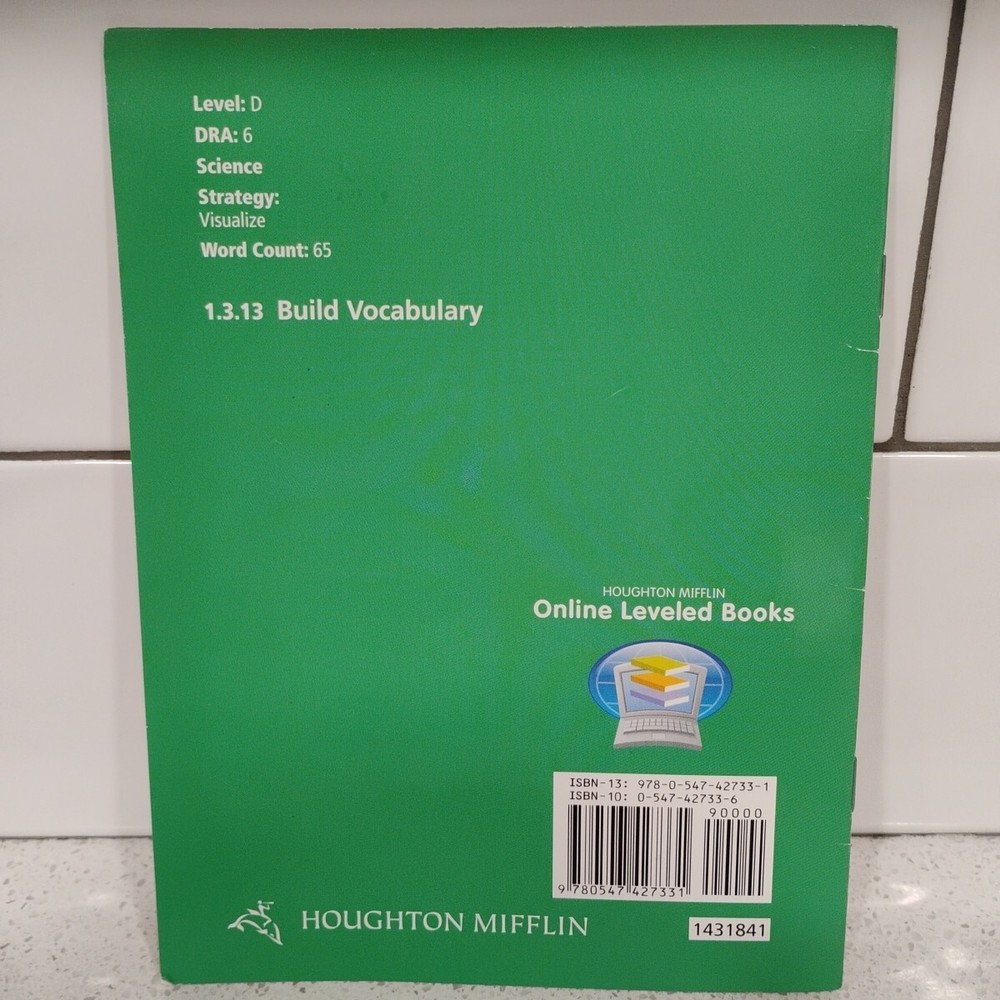 Level: D
DRA: 6
Science
Strategy:
Visualize
Word Count: 65
1.3.13 Build Vocabulary
HOUGHTON MIFFLIN
Online Leveled Books
ISBN-13: 978-0-547-42733-1
ISBN-10: 0-547-42733-6
90000
9 780547 427331
HOUGHTON MIFFLIN
1431841